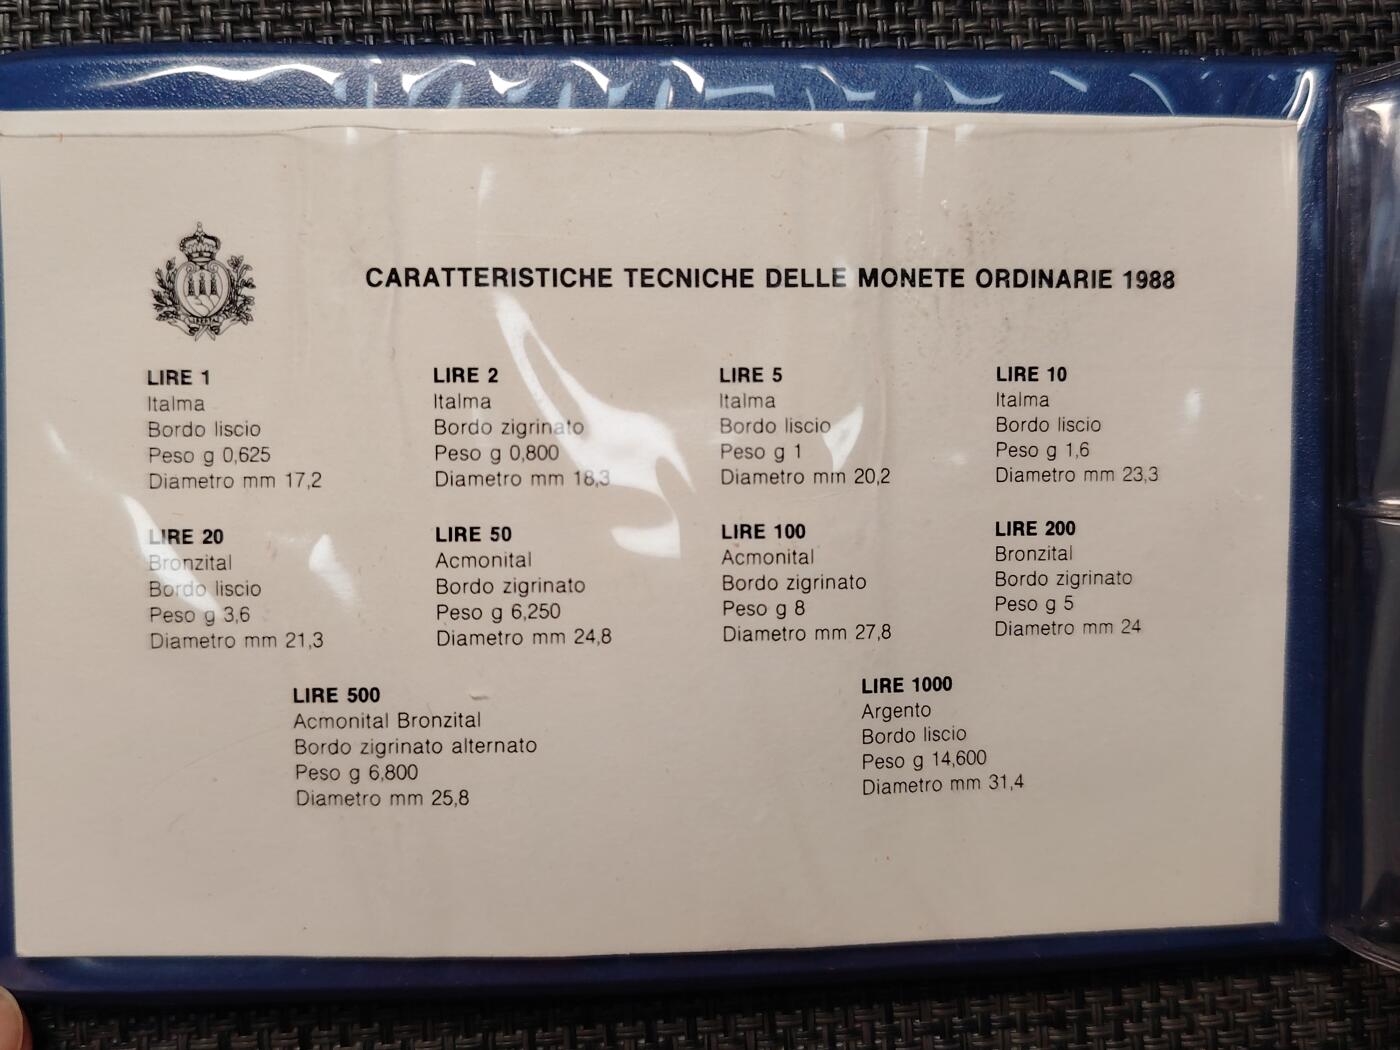 CARATTERISTICHE TECNICHE DELLE MONETE ORDINARIE 1988
LIRE 1
Italma
Bordo liscio
Peso g 0,625
Diametro mm 17,2
LIRE 2
Italma
Bordo zigrinato
Peso g 0,800
Diametro mm 18,3
LIRE 5
Italma
Bordo liscio
Peso g 1
Diametro mm 20,2
LIRE 10
Italma
Bordo liscio
Peso g 1,6
Diametro mm 23,3
LIRE 20
Bronzital
Bordo liscio
Peso g 3,6
Diametro mm 21,3
LIRE 50
Acmonital
Bordo zigrinato
Peso g 6,250
Diametro mm 24,8
LIRE 100
Acmonital
Bordo zigrinato
Peso g 8
Diametro mm 27,8
LIRE 200
Bronzital
Bordo zigrinato
Peso g 5
Diametro mm 24
LIRE 500
Acmonital Bronzital
Bordo zigrinato alternato
Peso g 6,800
Diametro mm 25,8
LIRE 1000
Argento
Bordo liscio
Peso g 14,600
Diametro mm 31,4